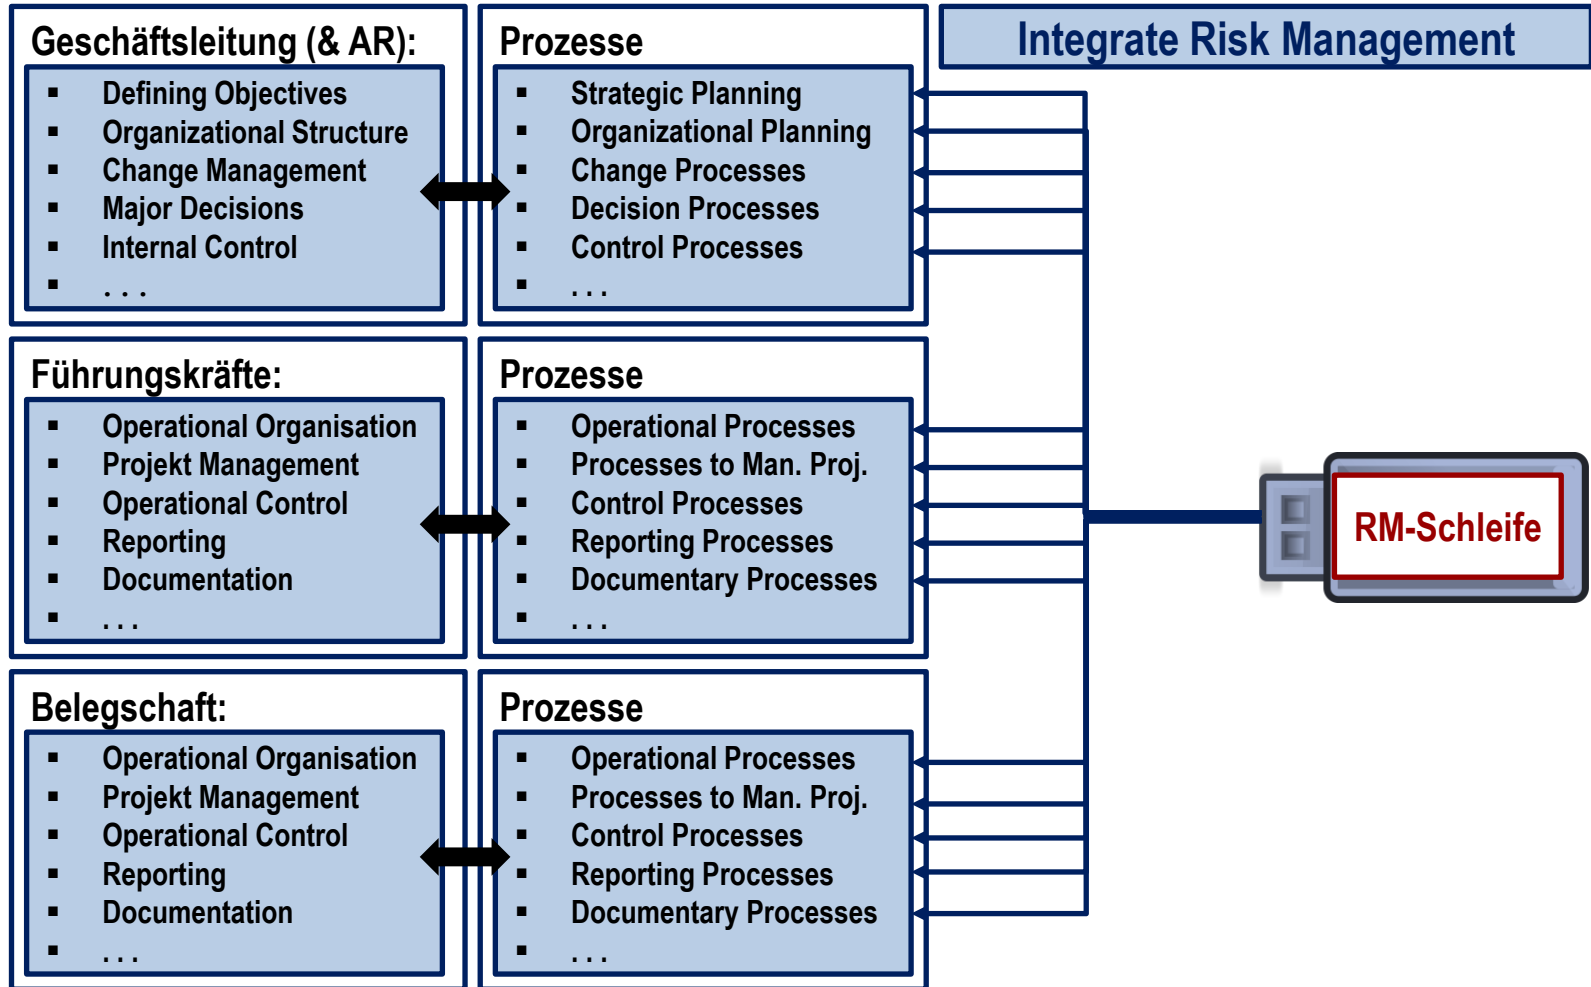 Geschäftsleitung (& AR):
▪ Defining Objectives
▪ Organizational Structure
▪ Change Management
▪ Major Decisions
▪ Internal Control
▪ . . .
Prozesse
▪ Strategic Planning
▪ Organizational Planning
▪ Change Processes
▪ Decision Processes
▪ Control Processes
▪ . . .
Integrate Risk Management
Führungskräfte:
▪ Operational Organisation
▪ Projekt Management
▪ Operational Control
▪ Reporting
▪ Documentation
▪ . . .
Prozesse
▪ Operational Processes
▪ Processes to Man. Proj.
▪ Control Processes
▪ Reporting Processes
▪ Documentary Processes
▪ . . .
RM-Schleife
Belegschaft:
▪ Operational Organisation
▪ Projekt Management
▪ Operational Control
▪ Reporting
▪ Documentation
▪ . . .
Prozesse
▪ Operational Processes
▪ Processes to Man. Proj.
▪ Control Processes
▪ Reporting Processes
▪ Documentary Processes
▪ . . .